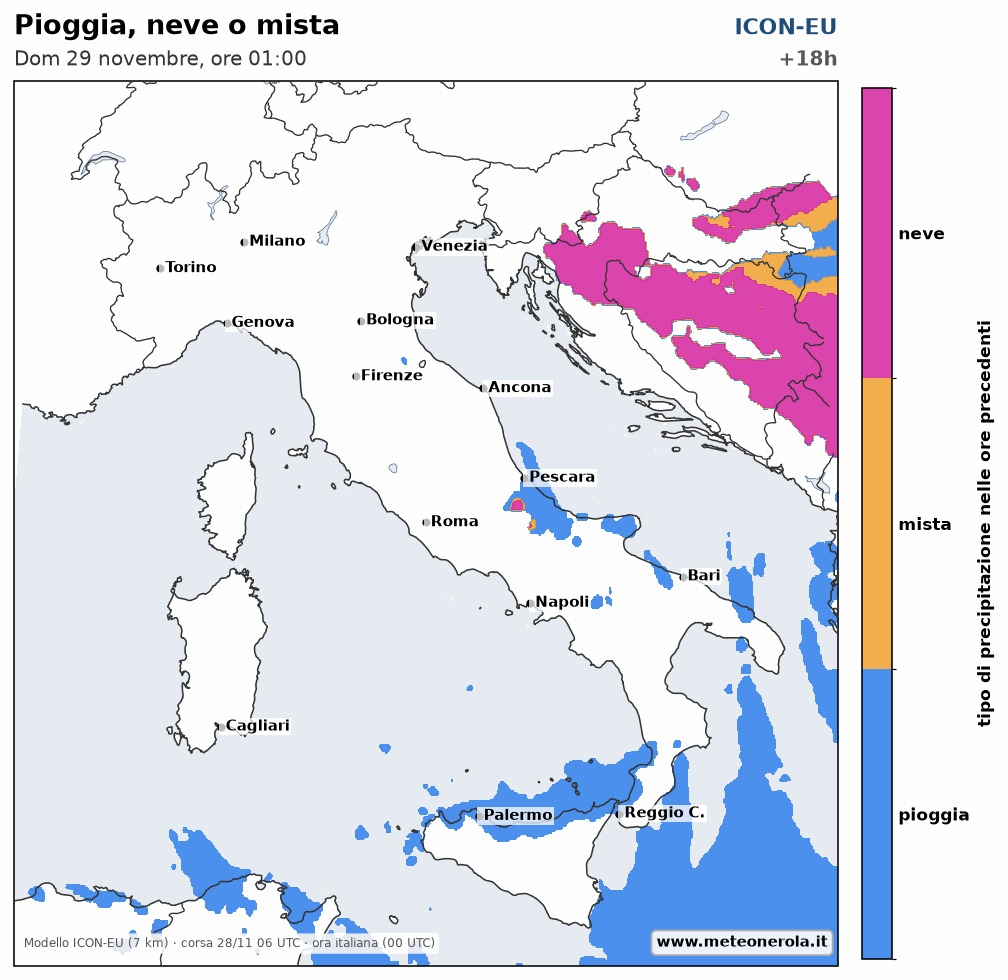 Pioggia, neve o mista
ICON-EU
Dom 29 novembre, ore 01:00
+18h
neve
Milano
Venezia
Torino
Genova
Bologna
Firenze
Ancona
Pescara
Roma
mista
Bari
Napoli
Cagliari
Palermo
Reggio C.
pioggia
tipo di precipitazione nelle ore precedenti
Modello ICON-EU (7 km) · corsa 28/11 06 UTC · ora italiana (00 UTC)
www.meteonerola.it